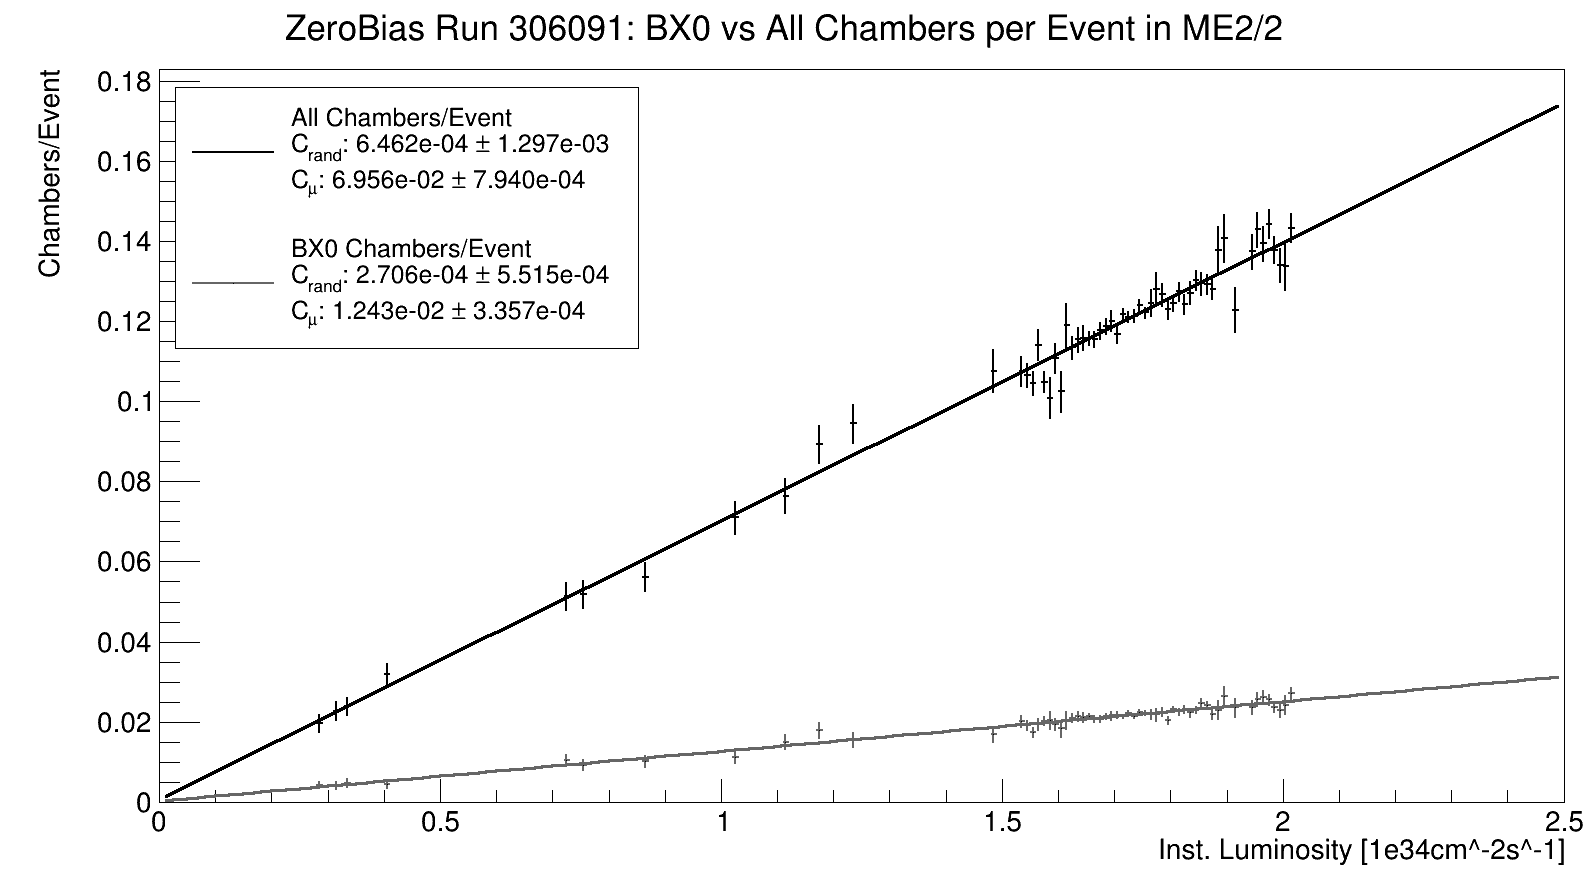 ZeroBias Run 306091: BX0 vs All Chambers per Event in ME2/2
Chambers/Event
0.18
0.16
0.14
0.12
0.1
0.08
0.06
0.04
0.02
0
All Chambers/Event
C_rand: 6.462e-04 ± 1.297e-03
C_μ: 6.956e-02 ± 7.940e-04
BX0 Chambers/Event
C_rand: 2.706e-04 ± 5.515e-04
C_μ: 1.243e-02 ± 3.357e-04
0 0.5 1 1.5 2 2.5
Inst. Luminosity [1e34cm^-2s^-1]